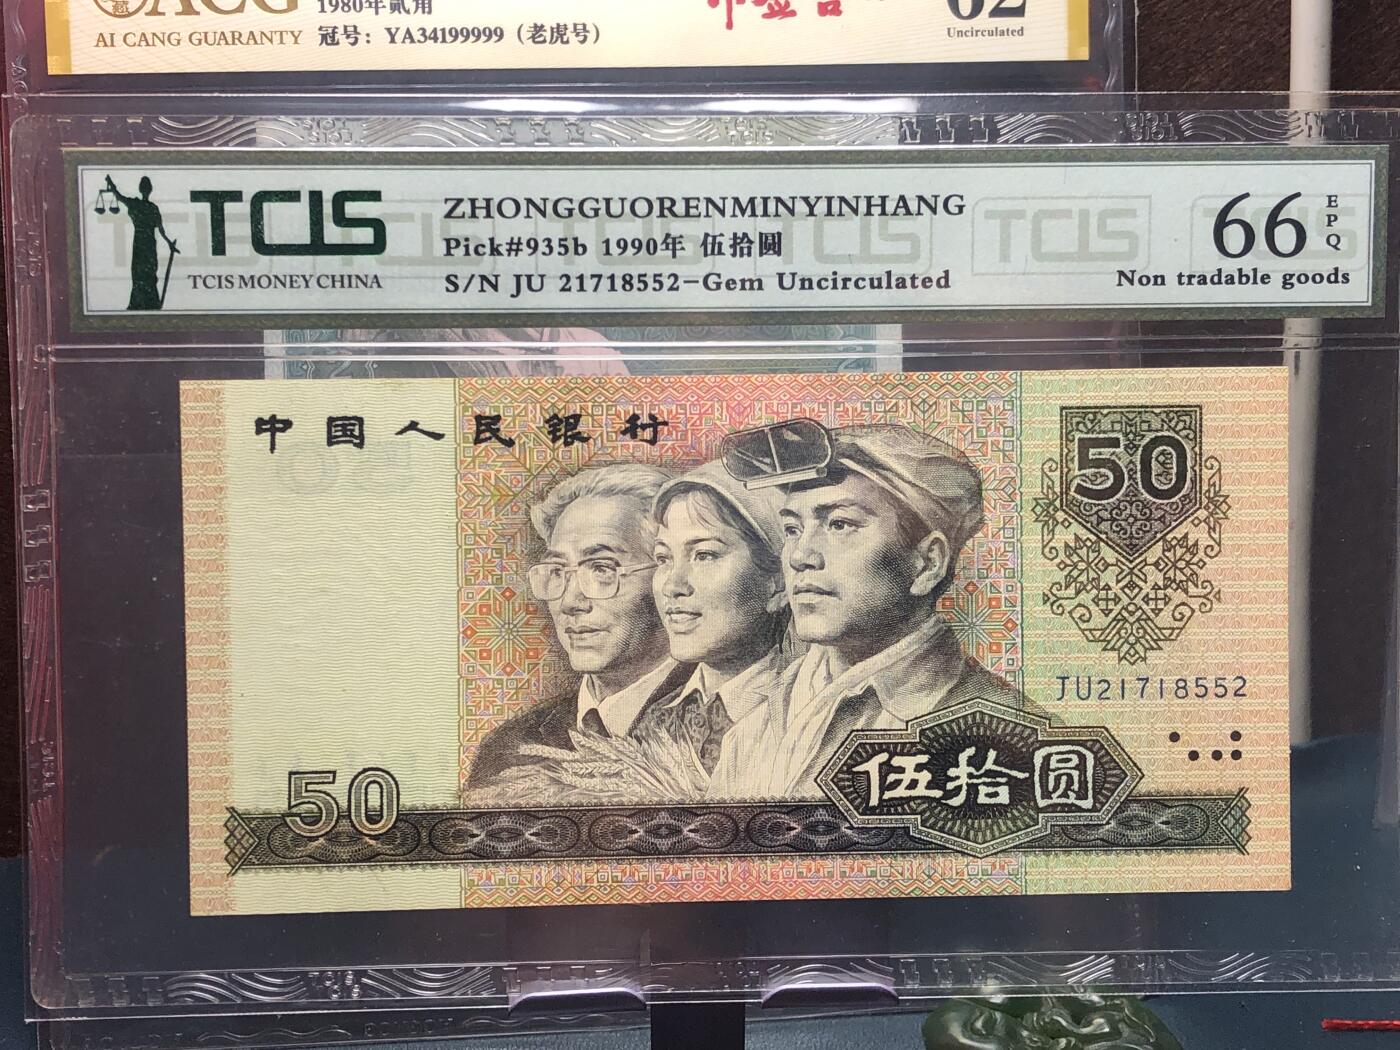 ACG
1980年贰角
AI CANG GUARANTY
冠号：YA34199999（老虎号）
62
Uncirculated
TCIS
TCIS MONEY CHINA
ZHONGGUORENMINYINHANG
Pick#935b 1990年 伍拾圆
S/N JU 21718552-Gem Uncirculated
66 EPQ
Non tradable goods
中国人民银行
50
JU21718552
伍拾圆
50